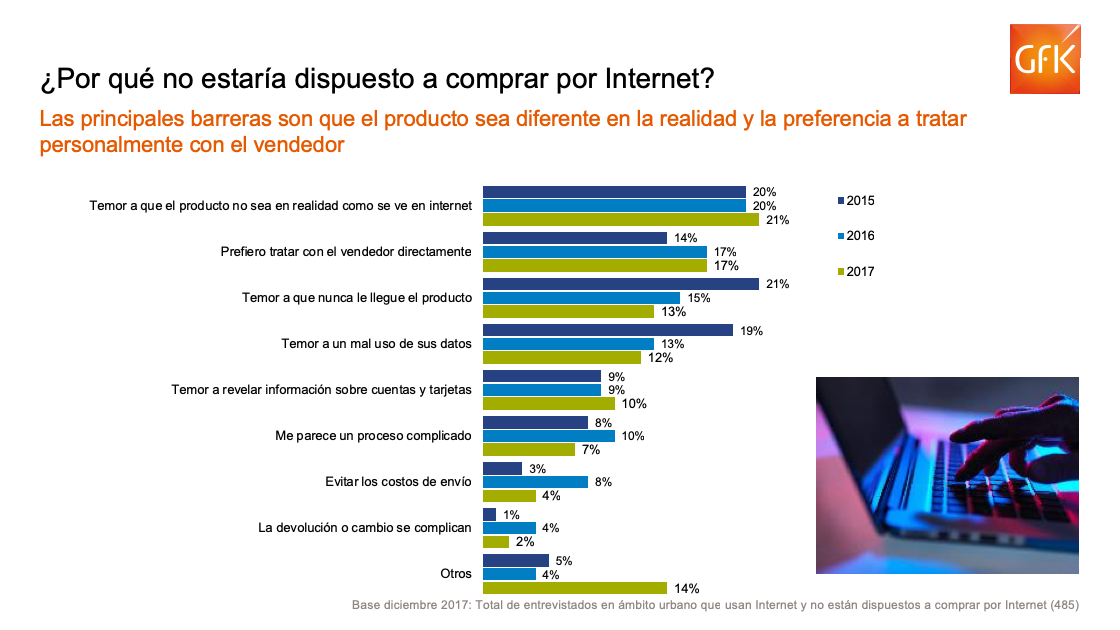 GFK
¿Por qué no estaría dispuesto a comprar por Internet?
Las principales barreras son que el producto sea diferente en la realidad y la preferencia a tratar
personalmente con el vendedor
Temor a que el producto no sea en realidad como se ve en internet
20%
20%
21%
Prefiero tratar con el vendedor directamente
14%
17%
17%
Temor a que nunca le llegue el producto
21%
15%
13%
Temor a un mal uso de sus datos
19%
13%
12%
Temor a revelar información sobre cuentas y tarjetas
9%
9%
10%
Me parece un proceso complicado
8%
10%
7%
Evitar los costos de envío
3%
8%
4%
La devolución o cambio se complican
1%
4%
2%
Otros
5%
4%
14%
2015
2016
2017
Base diciembre 2017: Total de entrevistados en ámbito urbano que usan Internet y no están dispuestos a comprar por Internet (485)